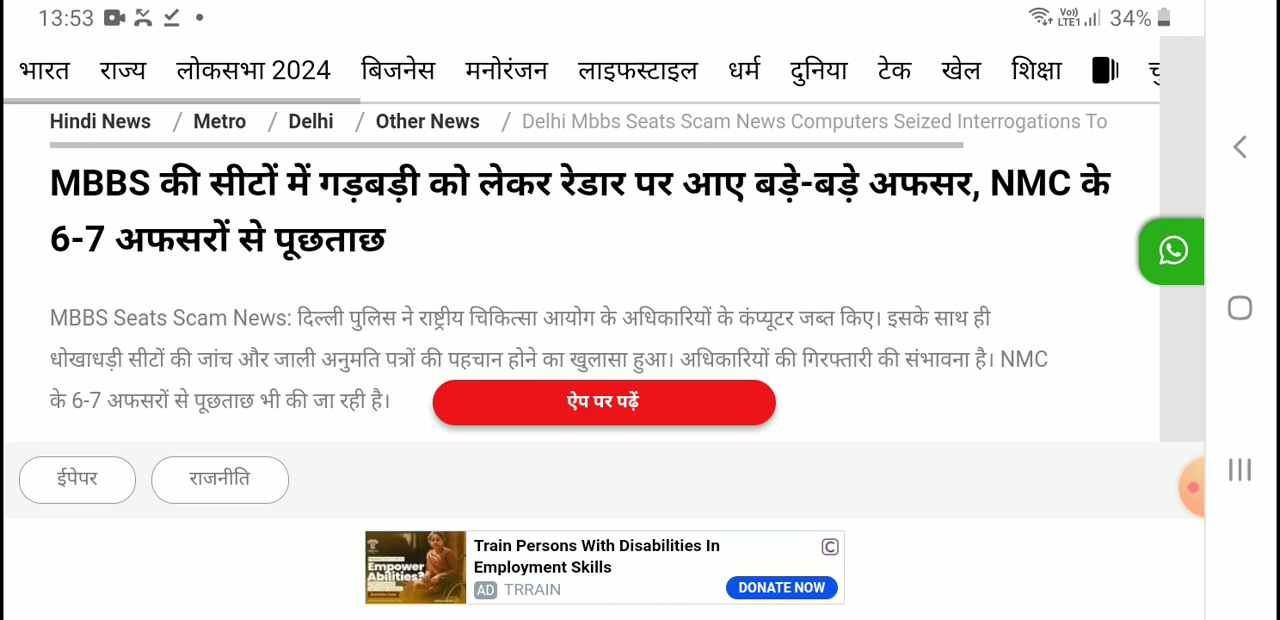 13:53
Vo)) LTE1 34%
भारत राज्य लोकसभा 2024 बिजनेस मनोरंजन लाइफस्टाइल धर्म दुनिया टेक खेल शिक्षा
Hindi News / Metro / Delhi / Other News / Delhi Mbbs Seats Scam News Computers Seized Interrogations To
MBBS की सीटों में गड़बड़ी को लेकर रेडार पर आए बड़े-बड़े अफसर, NMC के
6-7 अफसरों से पूछताछ
MBBS Seats Scam News: दिल्ली पुलिस ने राष्ट्रीय चिकित्सा आयोग के अधिकारियों के कंप्यूटर जब्त किए। इसके साथ ही
धोखाधड़ी सीटों की जांच और जाली अनुमति पत्रों की पहचान होने का खुलासा हुआ। अधिकारियों की गिरफ्तारी की संभावना है। NMC
के 6-7 अफसरों से पूछताछ भी की जा रही है।
ऐप पर पढ़ें
ईपेपर राजनीति
Empower
Abilities?
Train Persons With Disabilities In
Employment Skills
AD TRRAIN
DONATE NOW